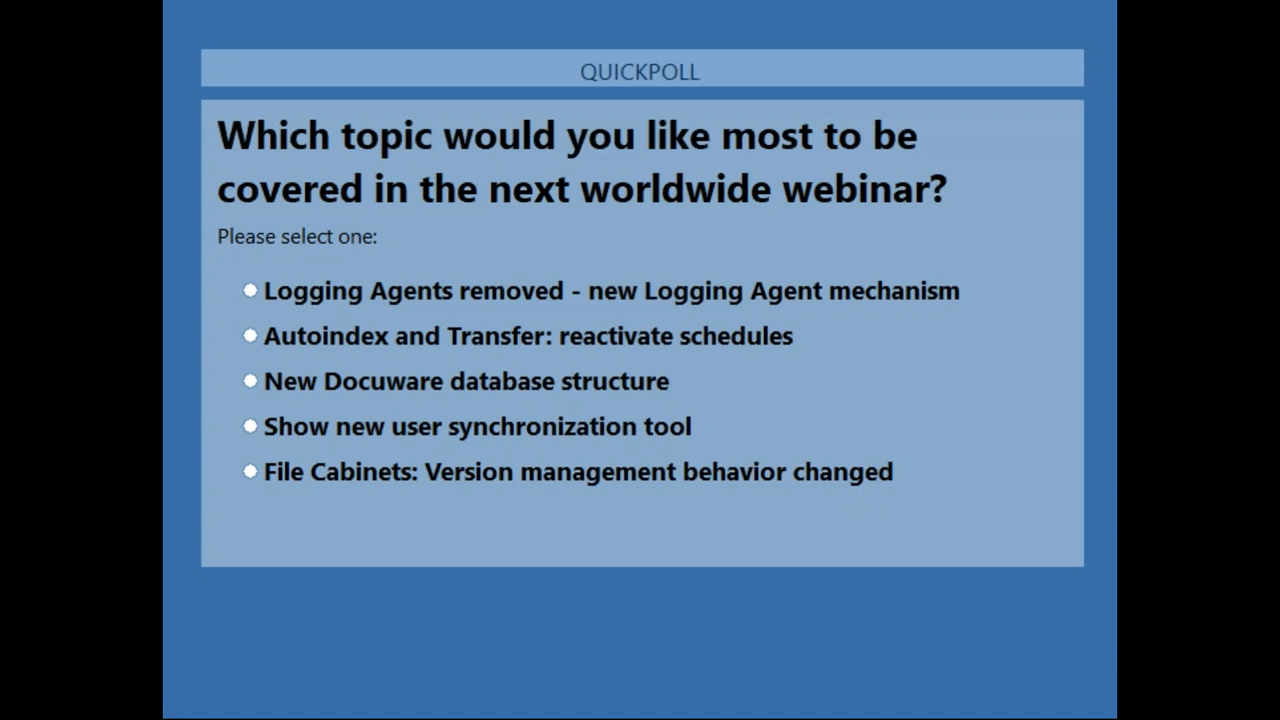 QUICKPOLL
Which topic would you like most to be
covered in the next worldwide webinar?
Please select one:
Logging Agents removed - new Logging Agent mechanism
Autoindex and Transfer: reactivate schedules
New Docuware database structure
Show new user synchronization tool
File Cabinets: Version management behavior changed